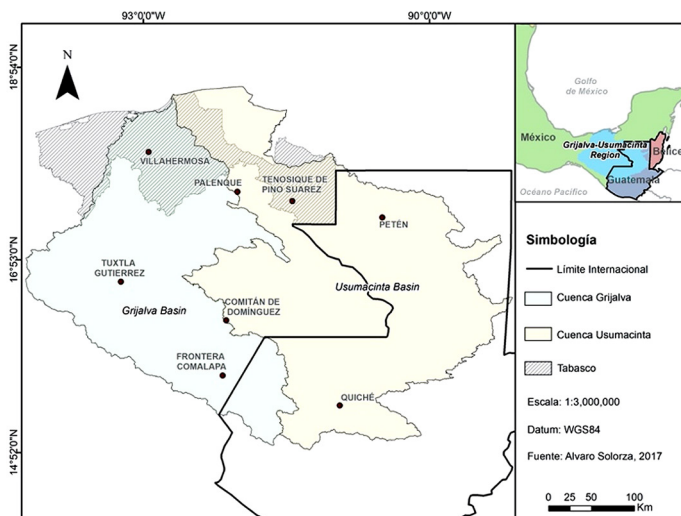 93°0'0"W
90°0'0"W
18°54'0"N
16°53'0"N
14°52'0"N
N
VILLAHERMOSA
PALENQUE
TENOSIQUE DE
PINO SUAREZ
PETÉN
TUXTLA
GUTIERREZ
Grijalva Basin
Usumacinta Basin
COMITÁN DE
DOMÍNGUEZ
FRONTERA
COMALAPA
QUICHÉ
Golfo
de México
México
Grijalva-Usumacinta
Region
Belice
Guatemala
Océano Pacífico
Simbología
Límite Internacional
Cuenca Grijalva
Cuenca Usumacinta
Tabasco
Escala: 1:3,000,000
Datum: WGS84
Fuente: Alvaro Solorza, 2017
0 25 50 100
Km